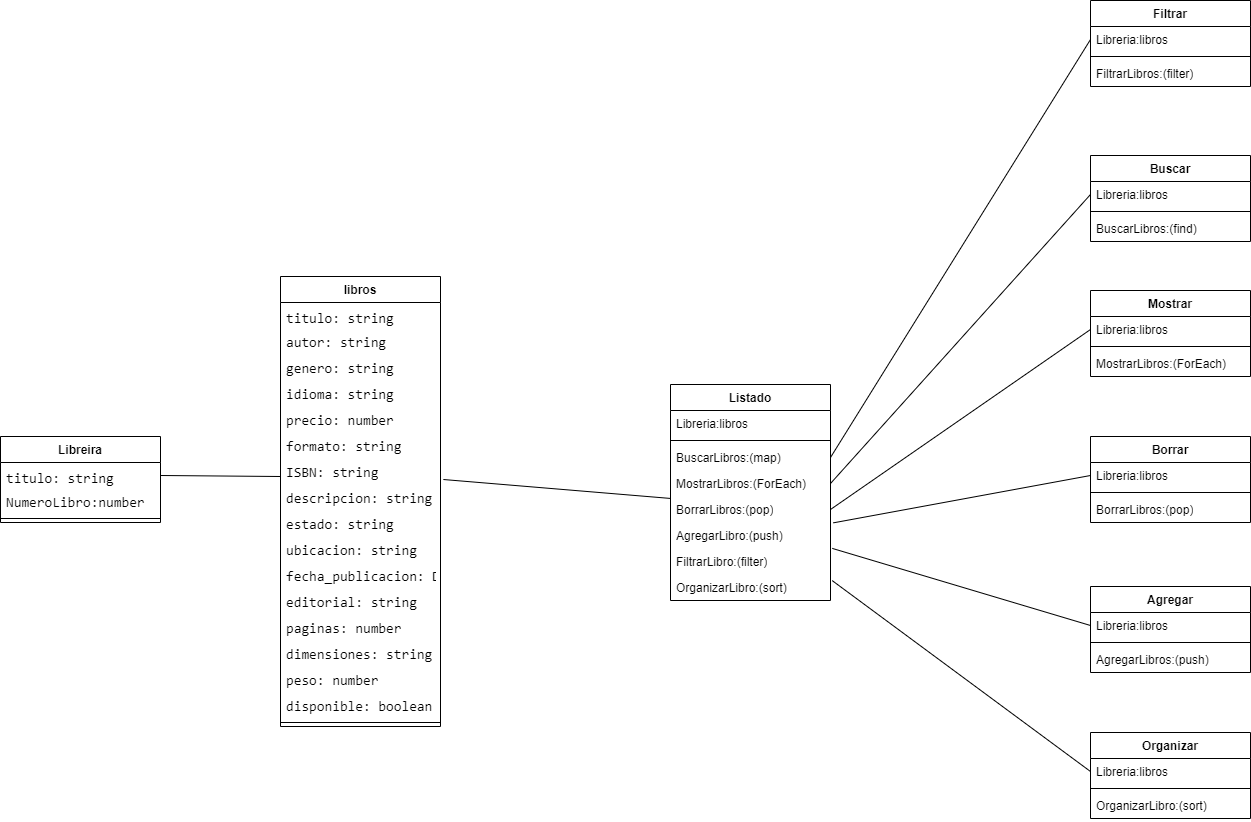 Libreira
titulo: string
NumeroLibro:number
libros
titulo: string
autor: string
genero: string
idioma: string
precio: number
formato: string
ISBN: string
descripcion: string
estado: string
ubicacion: string
fecha_publicacion:
editorial: string
paginas: number
dimensiones: string
peso: number
disponible: boolean
Listado
Libreria:libros
BuscarLibros:(map)
MostrarLibros:(ForEach)
BorrarLibros:(pop)
AgregarLibro:(push)
FiltrarLibro:(filter)
OrganizarLibro:(sort)
Filtrar
Libreria:libros
FiltrarLibros:(filter)
Buscar
Libreria:libros
BuscarLibros:(find)
Mostrar
Libreria:libros
MostrarLibros:(ForEach)
Borrar
Libreria:libros
BorrarLibros:(pop)
Agregar
Libreria:libros
AgregarLibros:(push)
Organizar
Libreria:libros
OrganizarLibro:(sort)